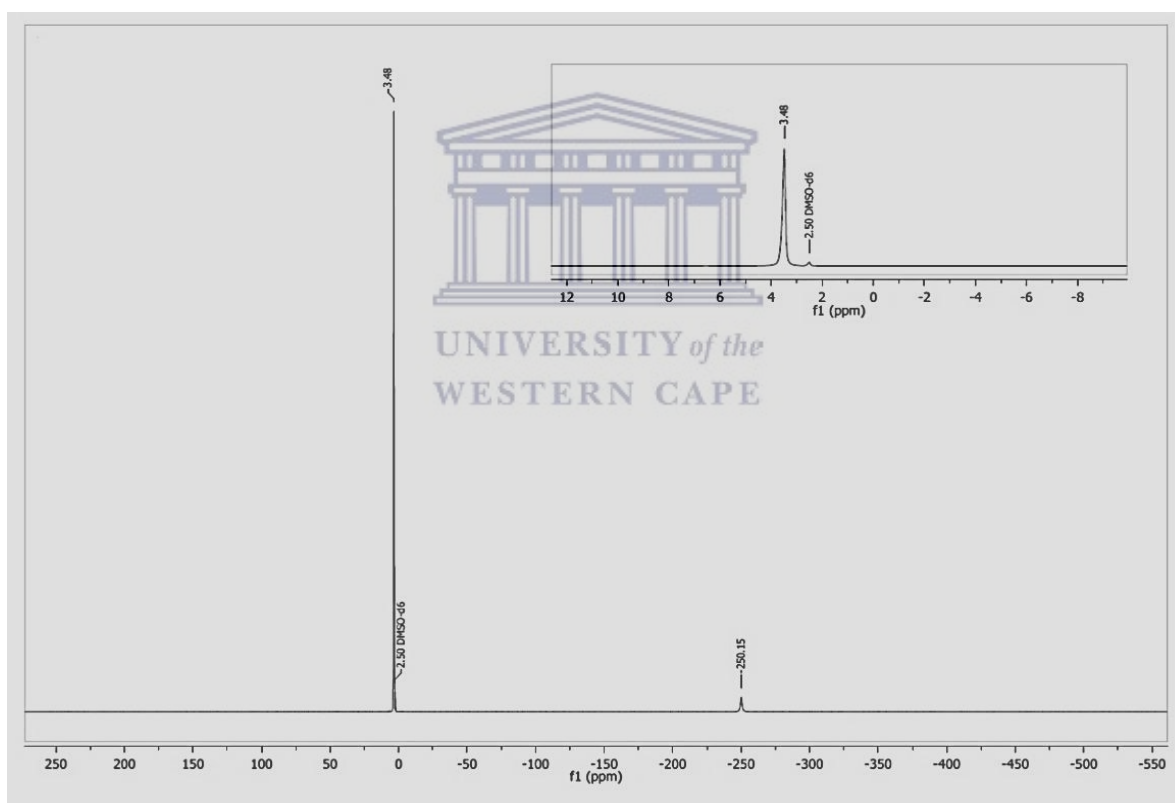 3.48
2.50 DMSO-d6
-250.15
250 200 150 100 50 0 -50 -100 -150 -200 -250 -300 -350 -400 -450 -500 -550
f1 (ppm)
3.48
2.50 DMSO-d6
12 10 8 6 4 2 0 -2 -4 -6 -8
f1 (ppm)
UNIVERSITY of the
WESTERN CAPE